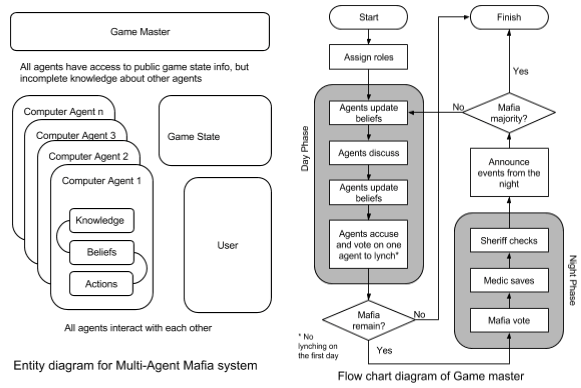 Game Master
All agents have access to public game state info, but
incomplete knowledge about other agents
Computer Agent n
Computer Agent 3
Computer Agent 2
Computer Agent 1
Knowledge
Beliefs
Actions
Game State
User
All agents interact with each other
Entity diagram for Multi-Agent Mafia system
Start
Assign roles
Day Phase
Agents update
beliefs
Agents discuss
Agents update
beliefs
Agents accuse
and vote on one
agent to lynch*
Mafia
remain?
No
Yes
* No
lynching on
the first day
Finish
Yes
No
Mafia
majority?
Announce
events from the
night
Night Phase
Sheriff checks
Medic saves
Mafia vote
Flow chart diagram of Game master